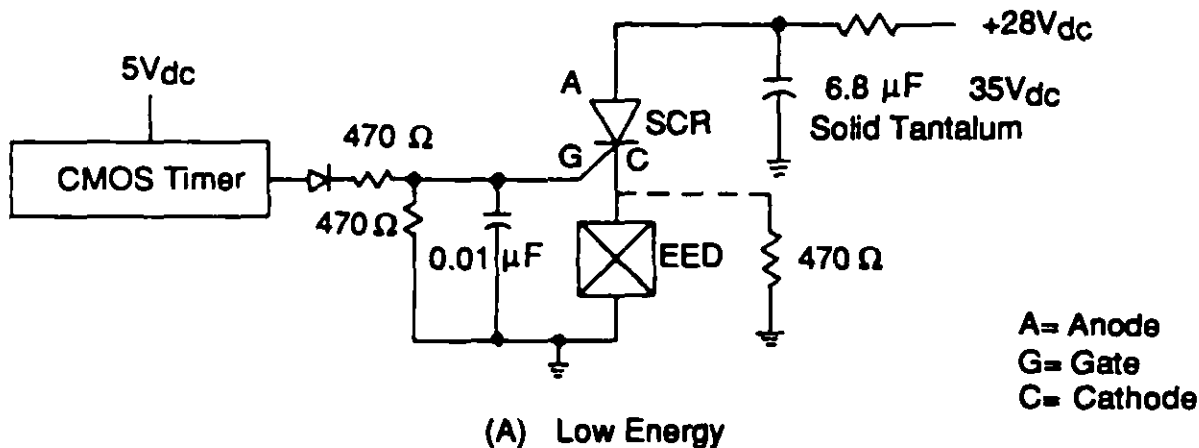 +28Vdc
5Vdc
A
6.8 µF 35Vdc
SCR
Solid Tantalum
470 Ω
G C
CMOS Timer
470 Ω
0.01 µF
EED
470 Ω
A= Anode
G= Gate
C= Cathode
(A) Low Energy